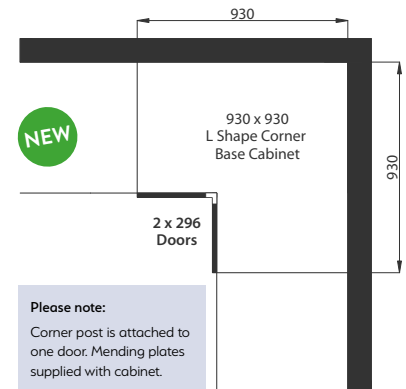 930
NEW
930 x 930
L Shape Corner
Base Cabinet
930
2 x 296
Doors
Please note:
Corner post is attached to
one door. Mending plates
supplied with cabinet.